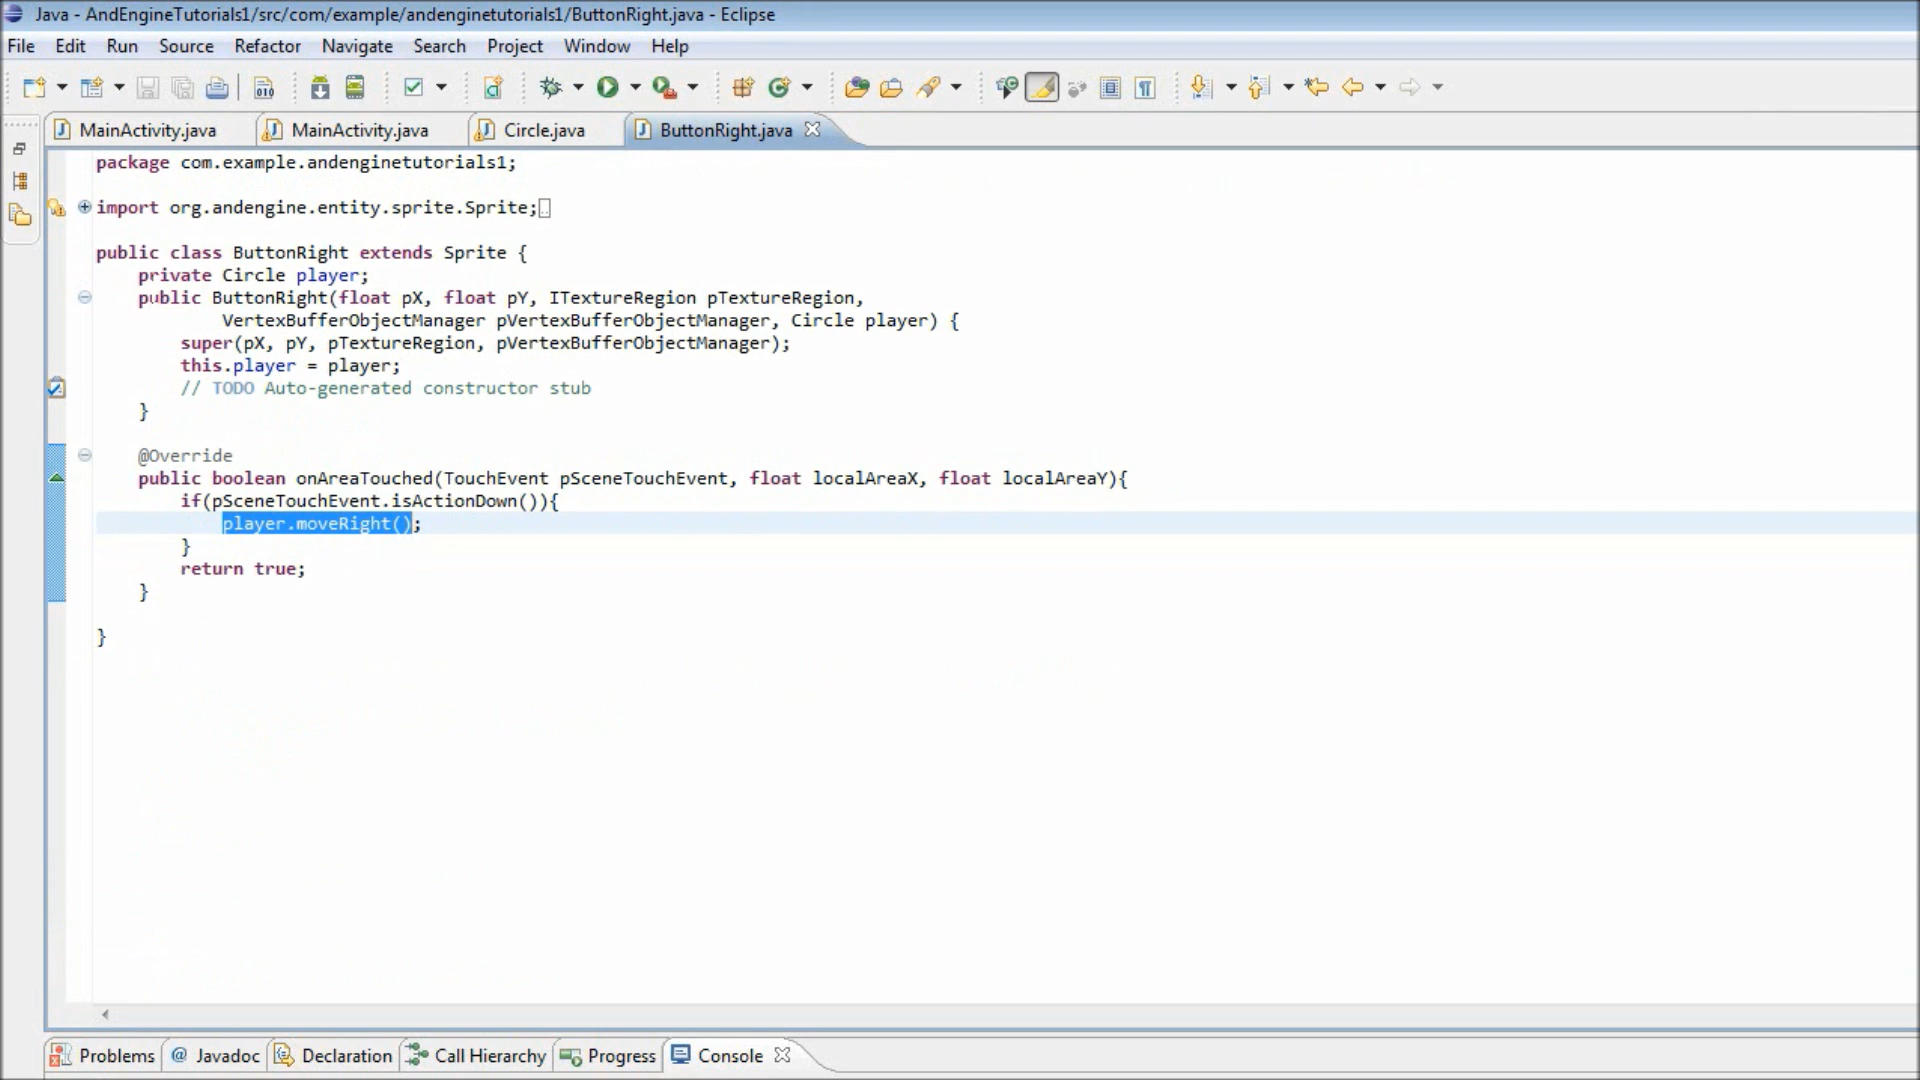 Java - AndEngineTutorials1/src/com/example/andenginetutorials1/ButtonRight.java - Eclipse
File Edit Run Source Refactor Navigate Search Project Window Help
MainActivity.java MainActivity.java Circle.java ButtonRight.java
package com.example.andenginetutorials1;
import org.andengine.entity.sprite.Sprite;
public class ButtonRight extends Sprite {
private Circle player;
public ButtonRight(float pX, float pY, ITextureRegion pTextureRegion,
VertexBufferObjectManager pVertexBufferObjectManager, Circle player) {
super(pX, pY, pTextureRegion, pVertexBufferObjectManager);
this.player = player;
// TODO Auto-generated constructor stub
}
@Override
public boolean onAreaTouched(TouchEvent pSceneTouchEvent, float localAreaX, float localAreaY){
if(pSceneTouchEvent.isActionDown()){
player.moveRight();
}
return true;
}
}
Problems @ Javadoc Declaration Call Hierarchy Progress Console